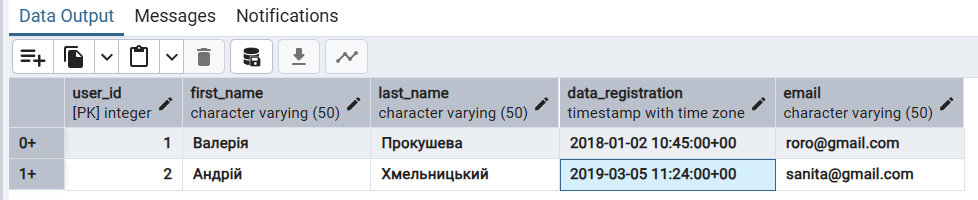 Data Output Messages Notifications
user_id first_name last_name data_registration email
[PK] integer character varying (50) character varying (50) timestamp with time zone character varying (50)
0+ 1 Валерія Прокушева 2018-01-02 10:45:00+00 roro@gmail.com
1+ 2 Андрій Хмельницький 2019-03-05 11:24:00+00 sanita@gmail.com